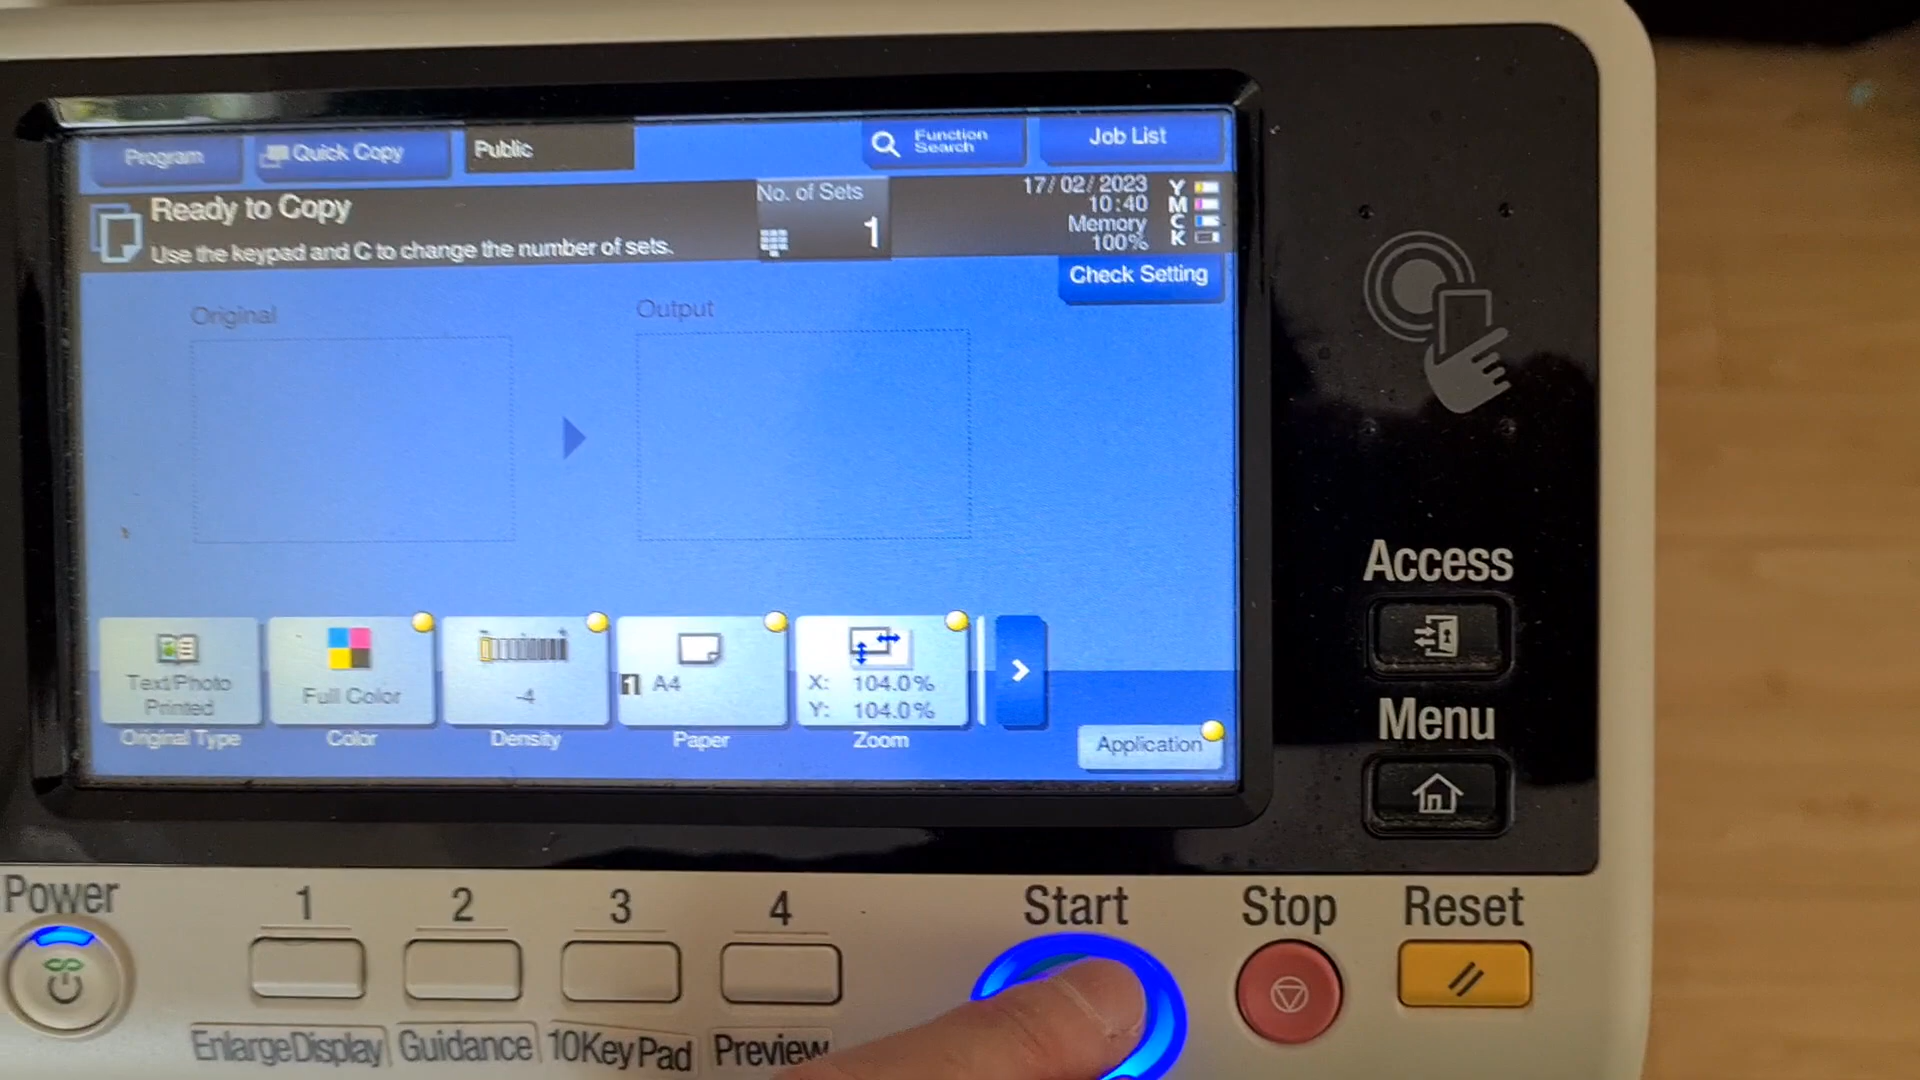 Program
Quick Copy
Public
Function
Search
Job List
Ready to Copy
Use the keypad and C to change the number of sets.
No. of Sets
1
17/02/2023
10:40
Memory
100%
Y
M
C
K
Check Setting
Original
Output
Text/Photo
Printed
Full Color
-4
1 A4
X: 104.0%
Y: 104.0%
Original Type
Color
Density
Paper
Zoom
Application
Access
Menu
Power
1
2
3
4
Start
Stop
Reset
Enlarge Display
Guidance
10 Key Pad
Preview